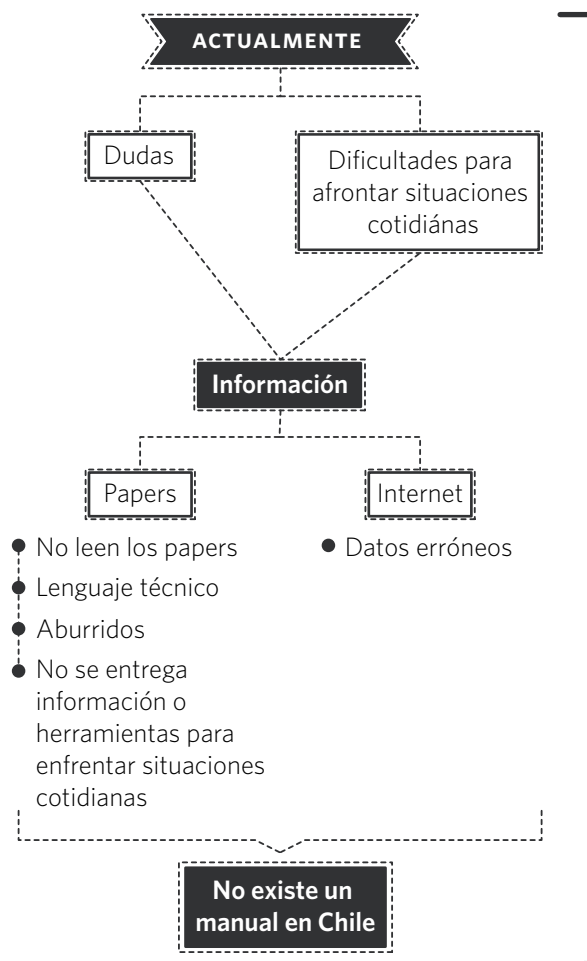 ACTUALMENTE
Dudas
Dificultades para
afrontar situaciones
cotidiánas
Información
Papers
Internet
No leen los papers
Lenguaje técnico
Aburridos
No se entrega
información o
herramientas para
enfrentar situaciones
cotidianas
Datos erróneos
No existe un
manual en Chile